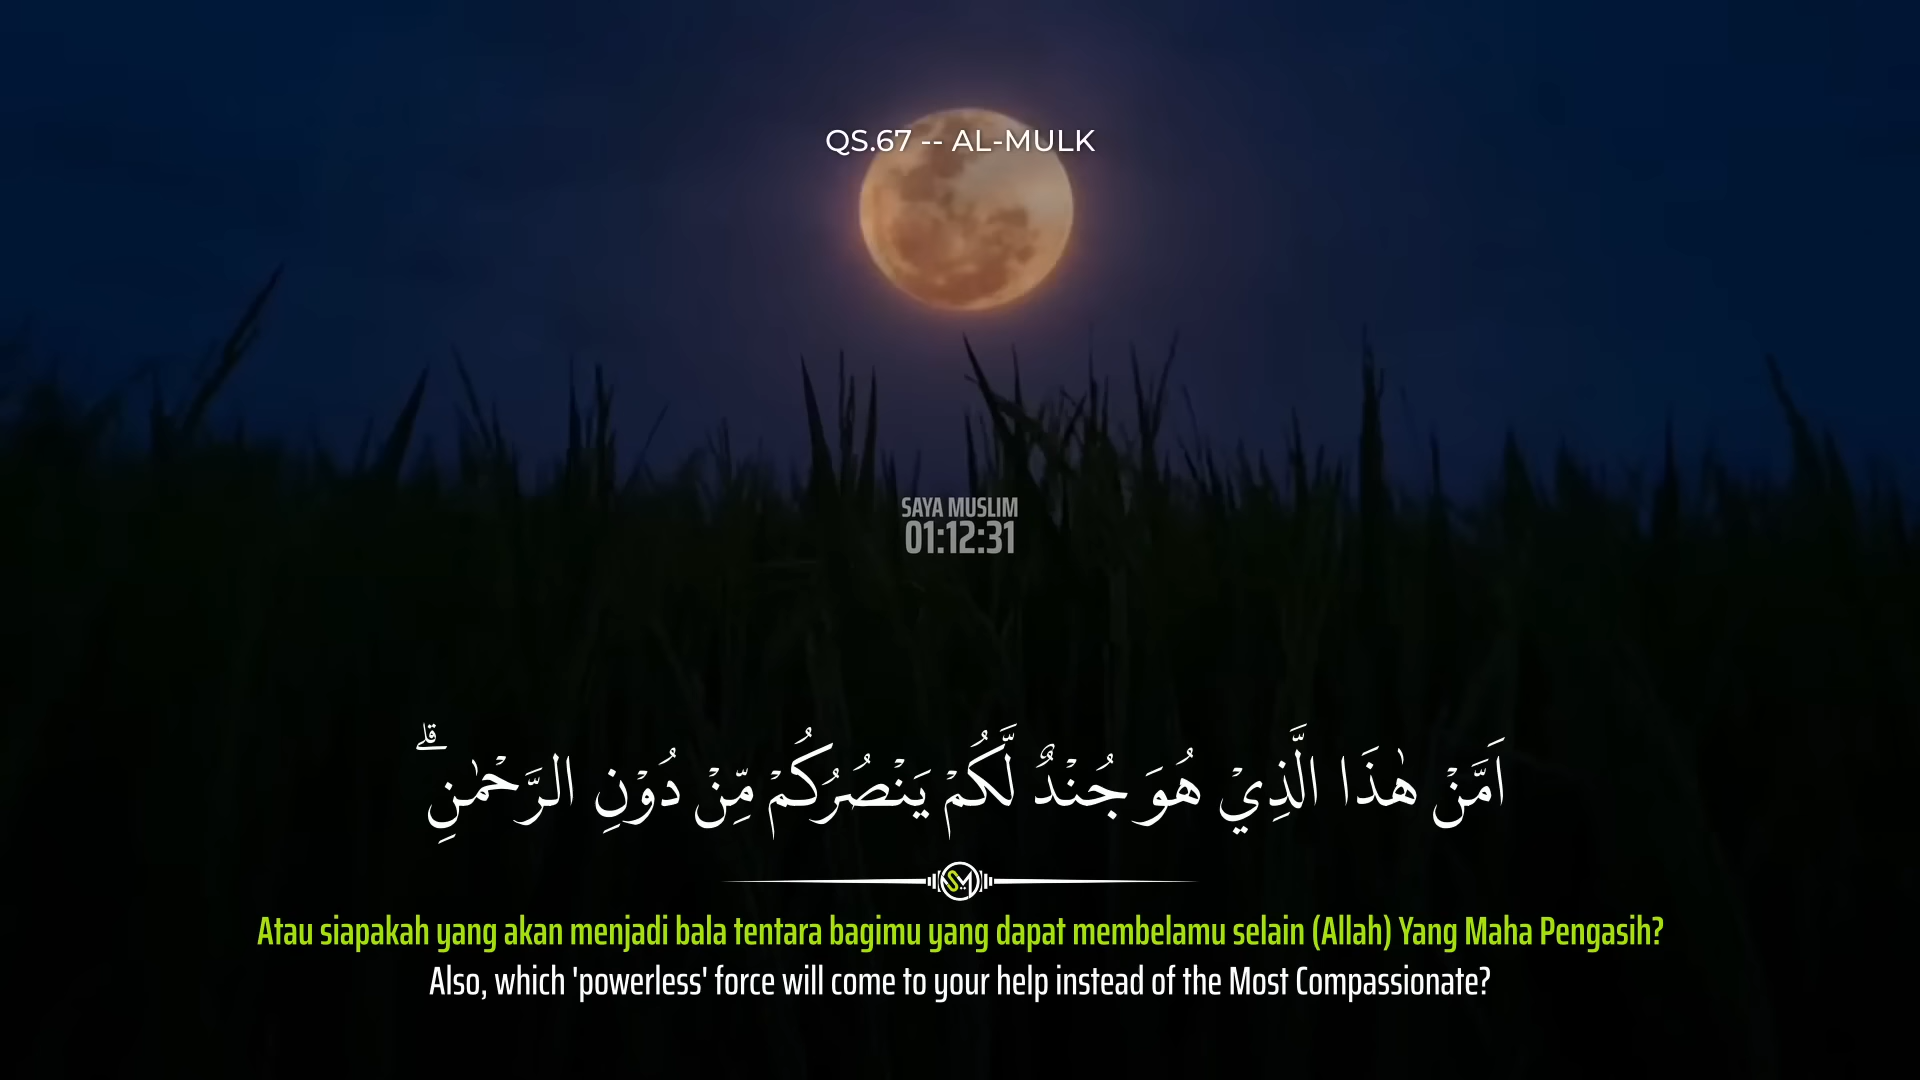 QS.67 -- AL-MULK
SAYA MUSLIM
01:12:31
اَمَّنْ هٰذَا الَّذِيْ هُوَ جُنْدٌ لَّكُمْ يَنْصُرُكُمْ مِّنْ دُوْنِ الرَّحْمٰنِۗ
SM
Atau siapakah yang akan menjadi bala tentara bagimu yang dapat membelamu selain (Allah) Yang Maha Pengasih?
Also, which 'powerless' force will come to your help instead of the Most Compassionate?